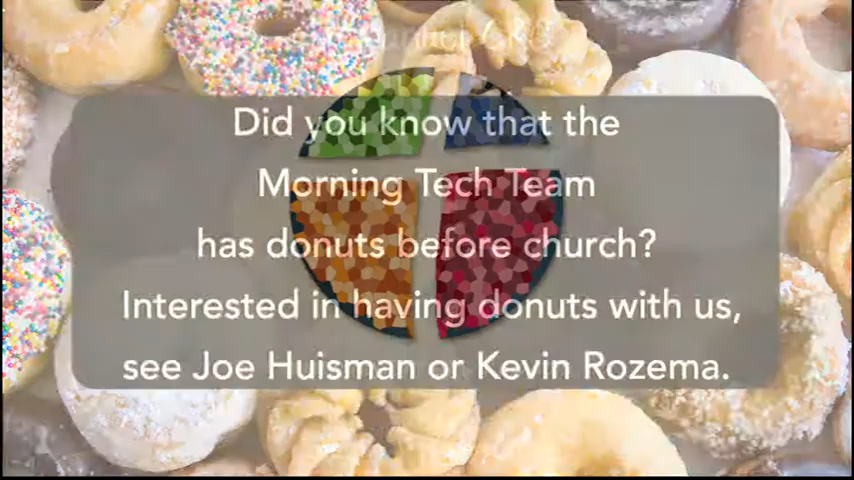 Did you know that the
Morning Tech Team
has donuts before church?
Interested in having donuts with us,
see Joe Huisman or Kevin Rozema.